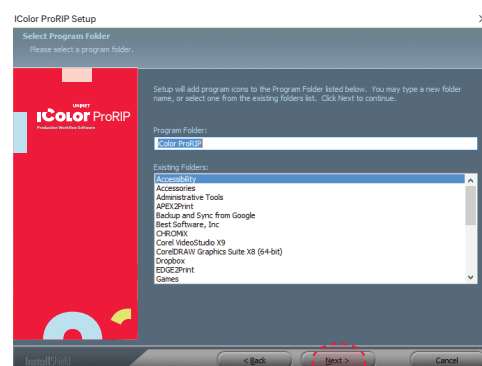 IColor ProRIP Setup
Select Program Folder
Please select a program folder.
Setup will add program icons to the Program Folder listed below. You may type a new folder
name, or select one from the existing folders list. Click Next to continue.
UNINET
IColor ProRIP
Production Workflow Software
Program Folder:
IColor ProRIP
Existing Folders:
Accessibility
Accessories
Administrative Tools
APEX2Print
Backup and Sync from Google
Best Software, Inc
CHROMiX
Corel VideoStudio X9
CorelDRAW Graphics Suite X8 (64-bit)
Dropbox
EDGE2Print
Games
InstallShield
< Back
Next >
Cancel